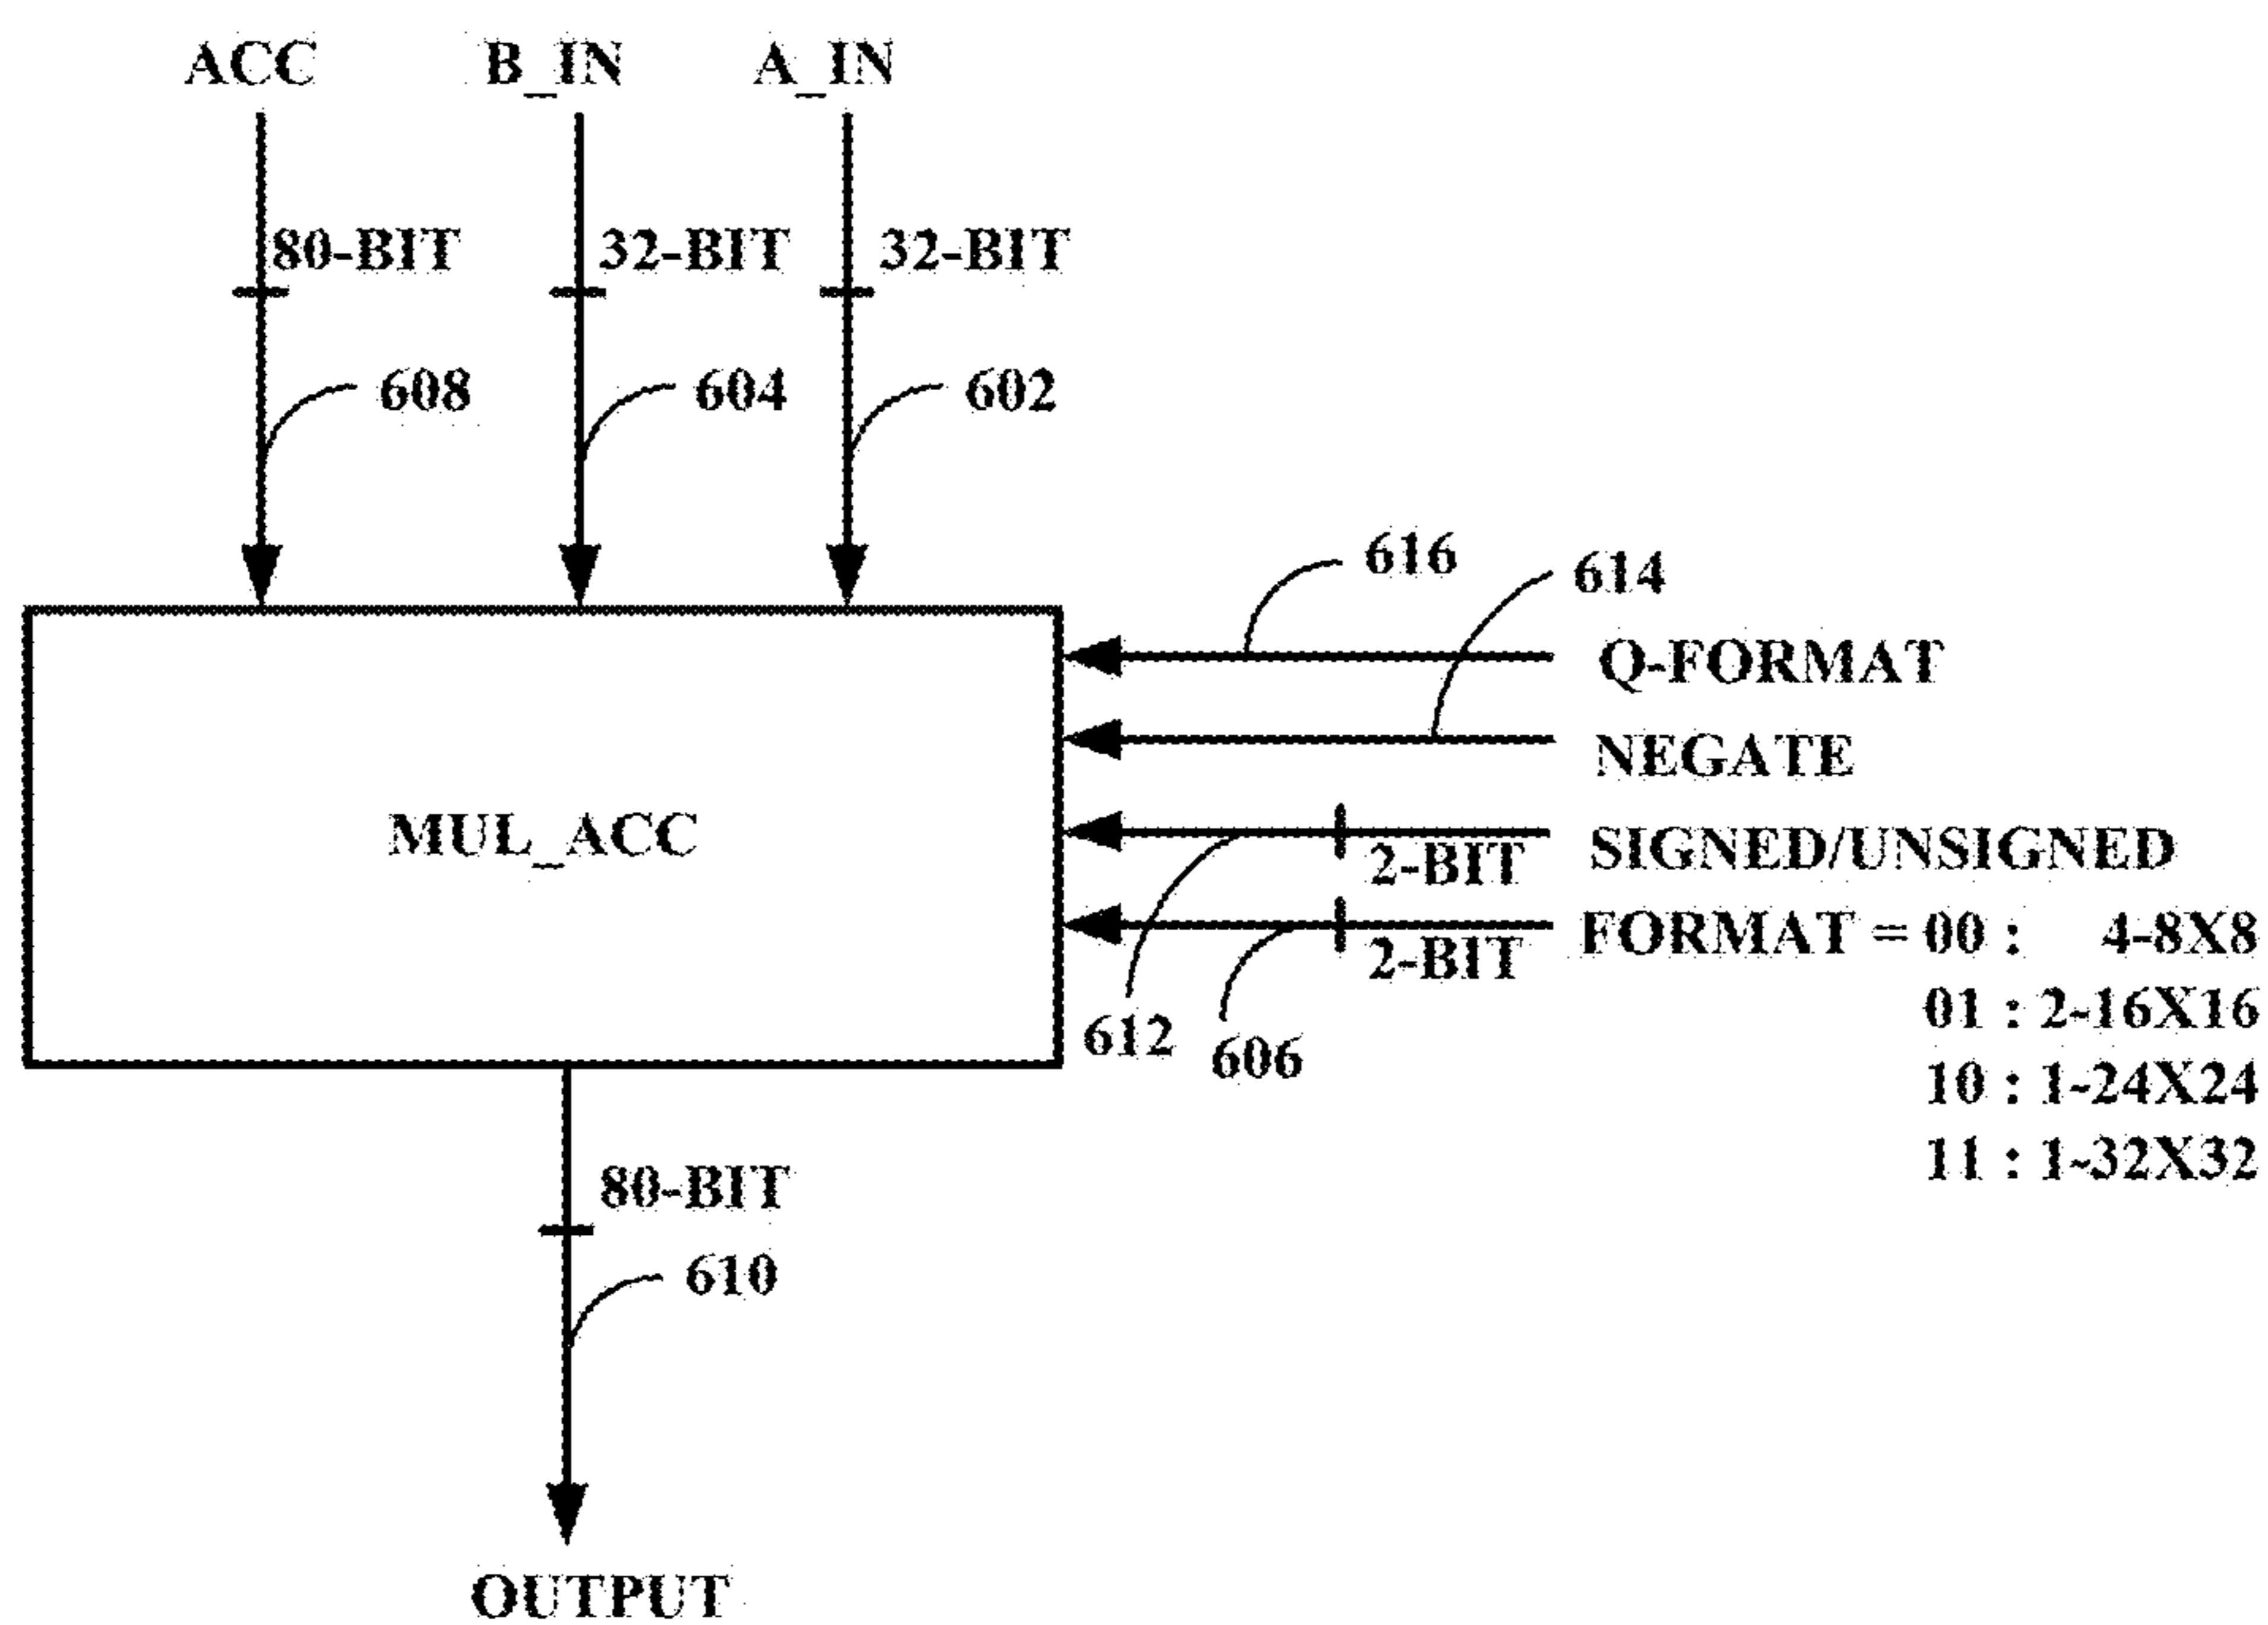 ACC B_IN A_IN
80-BIT 32-BIT 32-BIT
608 604 602
616 614
Q-FORMAT
NEGATE
MUL_ACC
SIGNED/UNSIGNED
2-BIT
FORMAT = 00 : 4-8X8
2-BIT
01 : 2-16X16
612 606
10 : 1-24X24
11 : 1-32X32
80-BIT
610
OUTPUT